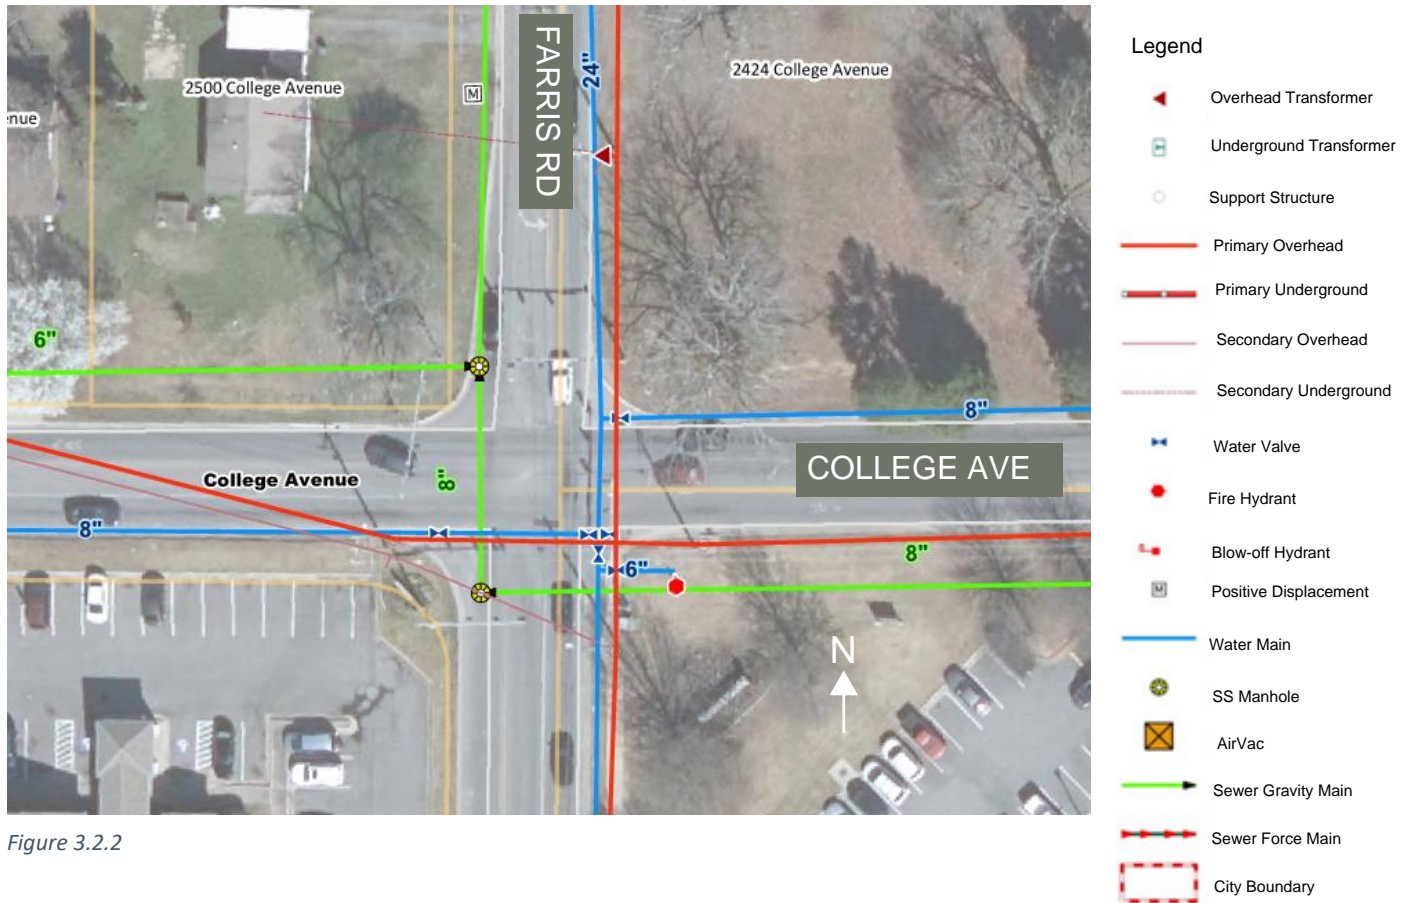 FARRIS RD
24"
2500 College Avenue
M
2424 College Avenue
enue
6"
8"
8"
College Avenue
COLLEGE AVE
8"
8"
6"
N
Figure 3.2.2
Legend
Overhead Transformer
Underground Transformer
Support Structure
Primary Overhead
Primary Underground
Secondary Overhead
Secondary Underground
Water Valve
Fire Hydrant
Blow-off Hydrant
M Positive Displacement
Water Main
SS Manhole
AirVac
Sewer Gravity Main
Sewer Force Main
City Boundary